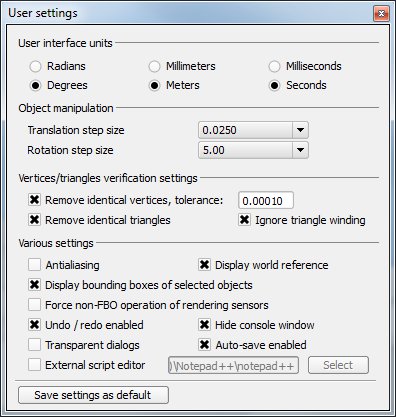 User settings
User interface units
Radians Millimeters Milliseconds
Degrees Meters Seconds
Object manipulation
Translation step size 0.0250
Rotation step size 5.00
Vertices/triangles verification settings
Remove identical vertices, tolerance: 0.00010
Remove identical triangles Ignore triangle winding
Various settings
Antialiasing Display world reference
Display bounding boxes of selected objects
Force non-FBO operation of rendering sensors
Undo / redo enabled Hide console window
Transparent dialogs Auto-save enabled
External script editor )\Notepad++\notepad++ Select
Save settings as default